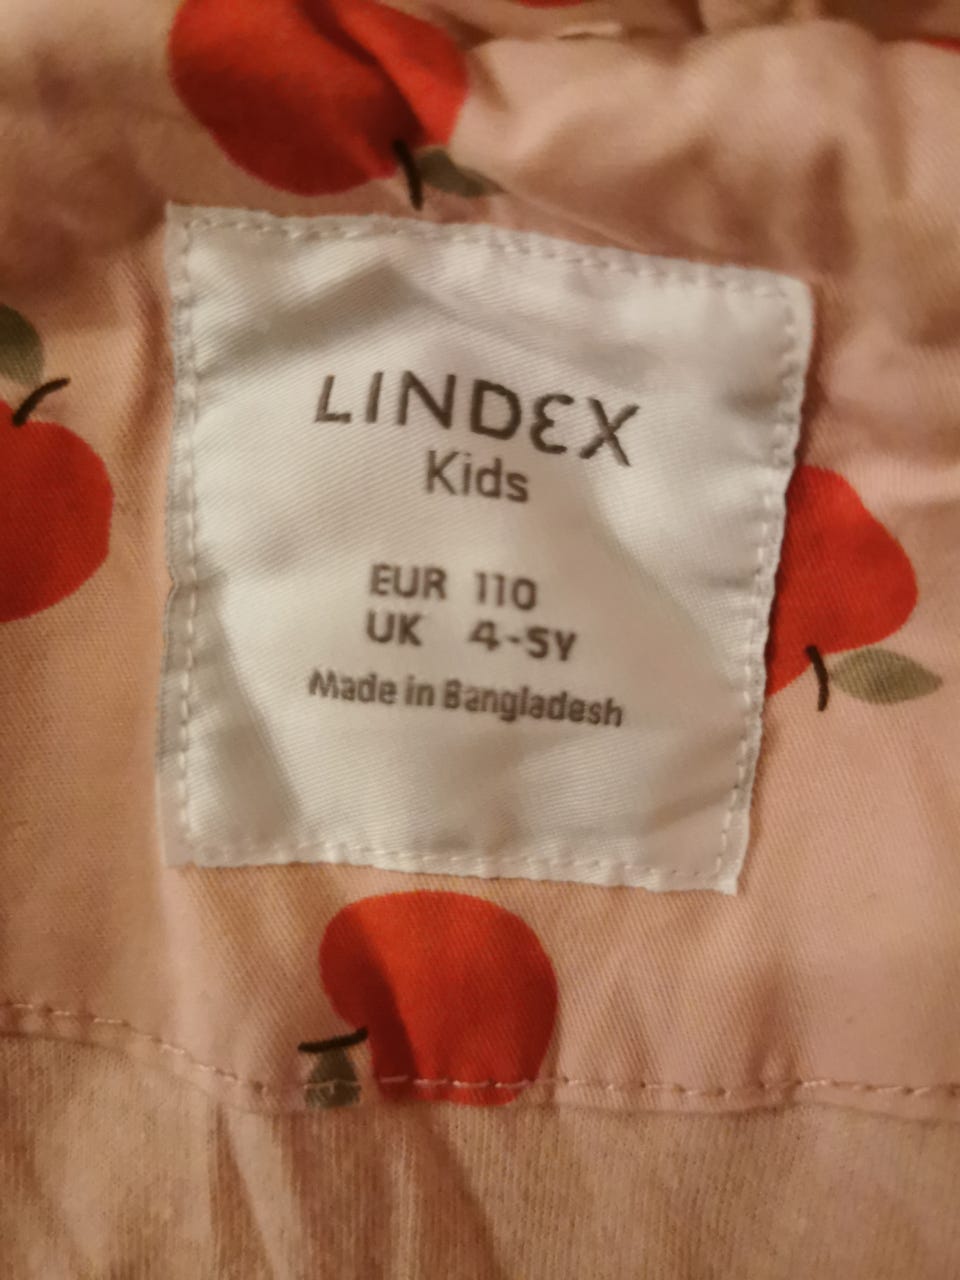 LINDEX
Kids
EUR 110
UK 4-5Y
Made in Bangladesh